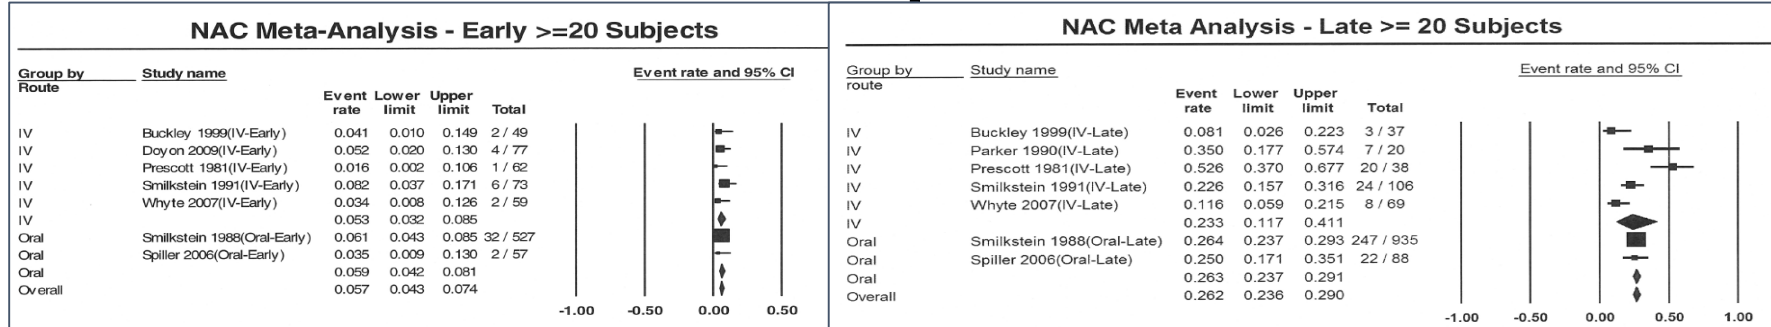 NAC Meta-Analysis - Early >=20 Subjects
Group by Study name Event rate and 95% CI
Route
Event Lower Upper
rate limit limit Total
IV Buckley 1999(IV-Early) 0.041 0.010 0.149 2 / 49
IV Doyon 2009(IV-Early) 0.052 0.020 0.130 4 / 77
IV Prescott 1981(IV-Early) 0.016 0.002 0.106 1 / 62
IV Smilkstein 1991(IV-Early) 0.082 0.037 0.171 6 / 73
IV Whyte 2007(IV-Early) 0.034 0.008 0.126 2 / 59
IV 0.053 0.032 0.085
Oral Smilkstein 1988(Oral-Early) 0.061 0.043 0.085 32 / 527
Oral Spiller 2006(Oral-Early) 0.035 0.009 0.130 2 / 57
Oral 0.059 0.042 0.081
Overall 0.057 0.043 0.074
-1.00 -0.50 0.00 0.50
NAC Meta Analysis - Late >= 20 Subjects
Group by Study name Event rate and 95% CI
route
Event Lower Upper
rate limit limit Total
IV Buckley 1999(IV-Late) 0.081 0.026 0.223 3 / 37
IV Parker 1990(IV-Late) 0.350 0.177 0.574 7 / 20
IV Prescott 1981(IV-Late) 0.526 0.370 0.677 20 / 38
IV Smilkstein 1991(IV-Late) 0.226 0.157 0.316 24 / 106
IV Whyte 2007(IV-Late) 0.116 0.059 0.215 8 / 69
IV 0.233 0.117 0.411
Oral Smilkstein 1988(Oral-Late) 0.264 0.237 0.293 247 / 935
Oral Spiller 2006(Oral-Late) 0.250 0.171 0.351 22 / 88
Oral 0.263 0.237 0.291
Overall 0.262 0.236 0.290
-1.00 -0.50 0.00 0.50 1.00